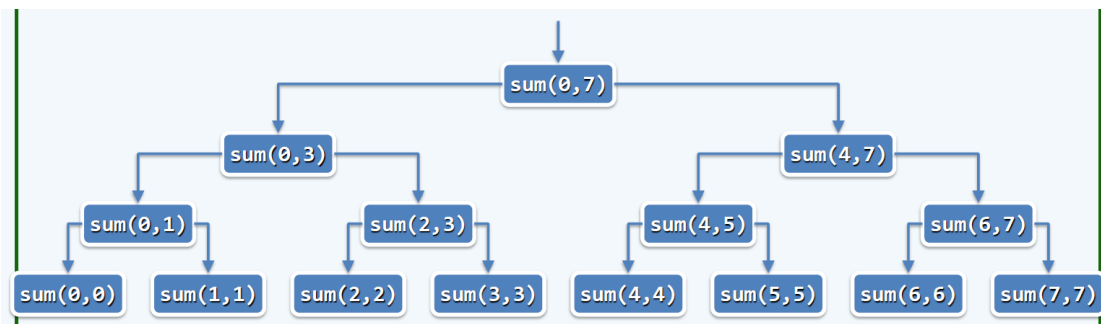 sum(0,7)
sum(0,3) sum(4,7)
sum(0,1) sum(2,3) sum(4,5) sum(6,7)
sum(0,0) sum(1,1) sum(2,2) sum(3,3) sum(4,4) sum(5,5) sum(6,6) sum(7,7)